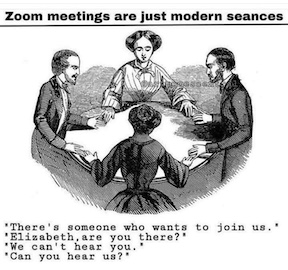 Zoom meetings are just modern seances
"There's someone who wants to join us."
"Elizabeth,are you there?"
"We can't hear you."
"Can you hear us?"